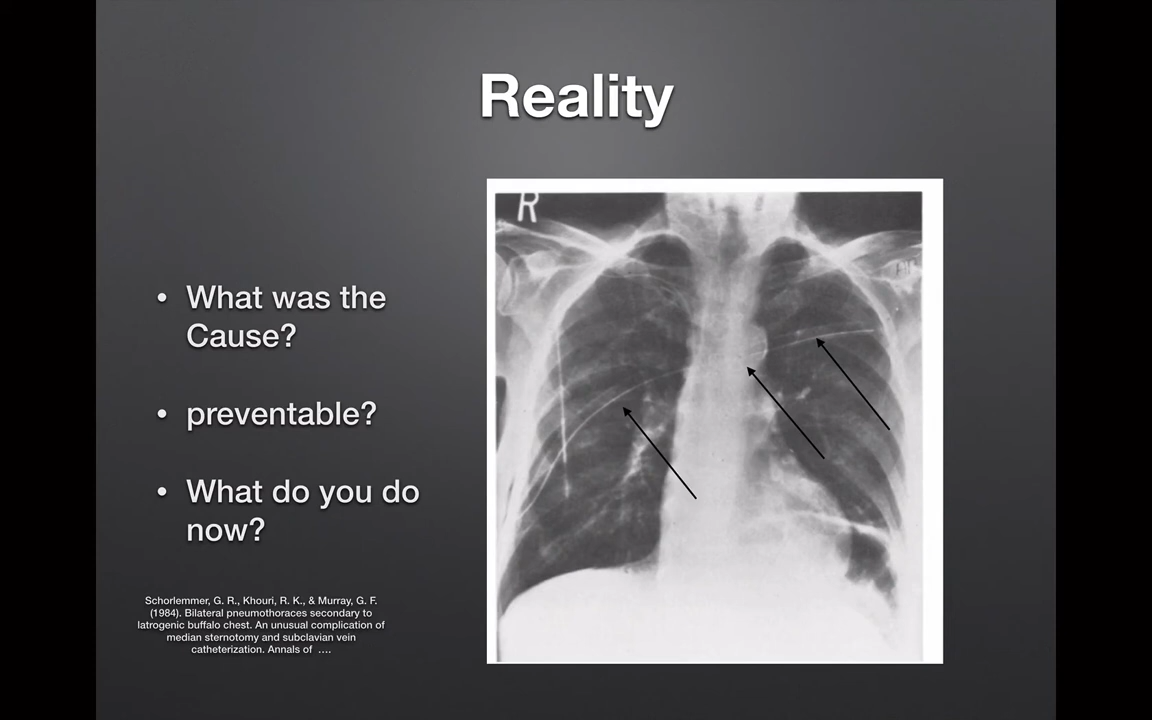 Reality
• What was the
Cause?
• preventable?
• What do you do
now?
Schorlemmer, G. R., Khouri, R. K., & Murray, G. F.
(1984). Bilateral pneumothoraces secondary to
Iatrogenic buffalo chest. An unusual complication of
median sternotomy and subclavian vein
catheterization. Annals of ….
R